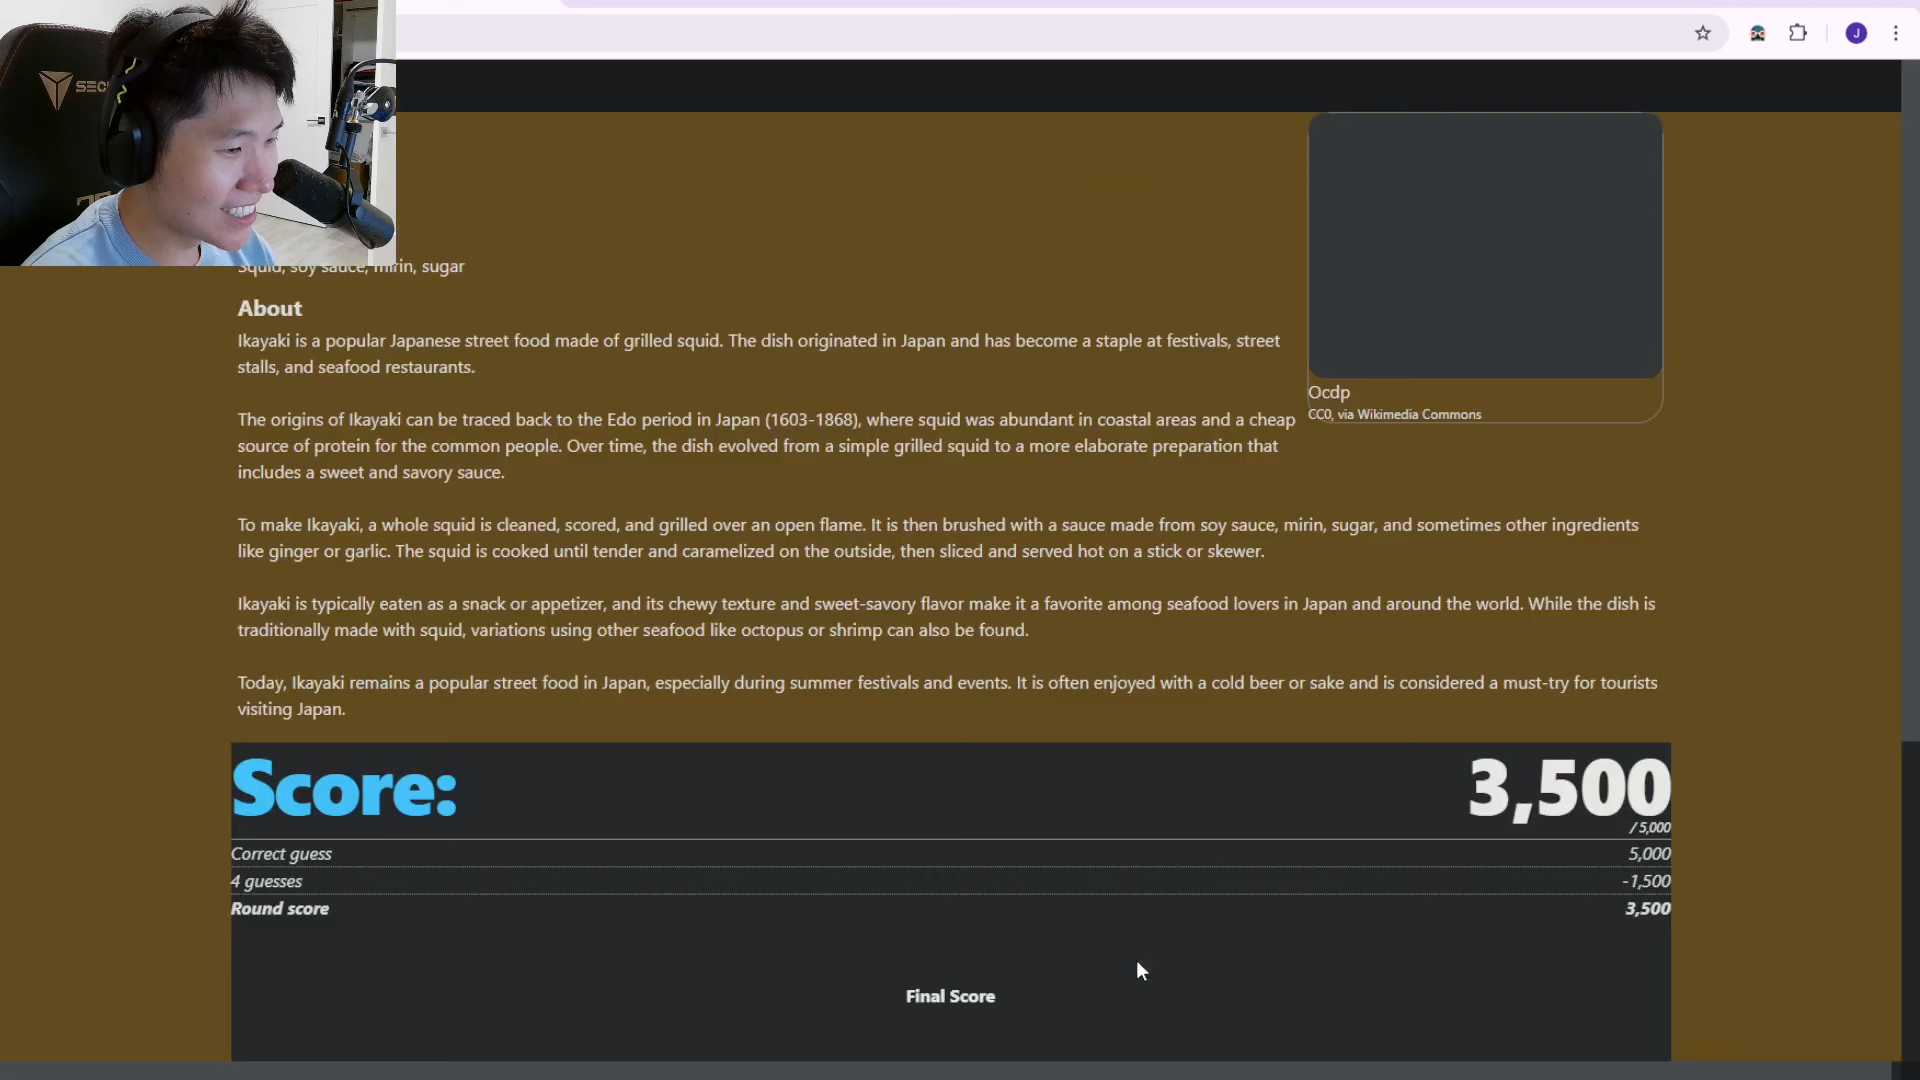 SEC
J
Squid, soy sauce, mirin, sugar
About
Ikayaki is a popular Japanese street food made of grilled squid. The dish originated in Japan and has become a staple at festivals, street
stalls, and seafood restaurants.
The origins of Ikayaki can be traced back to the Edo period in Japan (1603-1868), where squid was abundant in coastal areas and a cheap
source of protein for the common people. Over time, the dish evolved from a simple grilled squid to a more elaborate preparation that
includes a sweet and savory sauce.
Ocdp
CC0, via Wikimedia Commons
To make Ikayaki, a whole squid is cleaned, scored, and grilled over an open flame. It is then brushed with a sauce made from soy sauce, mirin, sugar, and sometimes other ingredients
like ginger or garlic. The squid is cooked until tender and caramelized on the outside, then sliced and served hot on a stick or skewer.
Ikayaki is typically eaten as a snack or appetizer, and its chewy texture and sweet-savory flavor make it a favorite among seafood lovers in Japan and around the world. While the dish is
traditionally made with squid, variations using other seafood like octopus or shrimp can also be found.
Today, Ikayaki remains a popular street food in Japan, especially during summer festivals and events. It is often enjoyed with a cold beer or sake and is considered a must-try for tourists
visiting Japan.
Score: 3,500
/ 5,000
Correct guess 5,000
4 guesses -1,500
Round score 3,500
Final Score